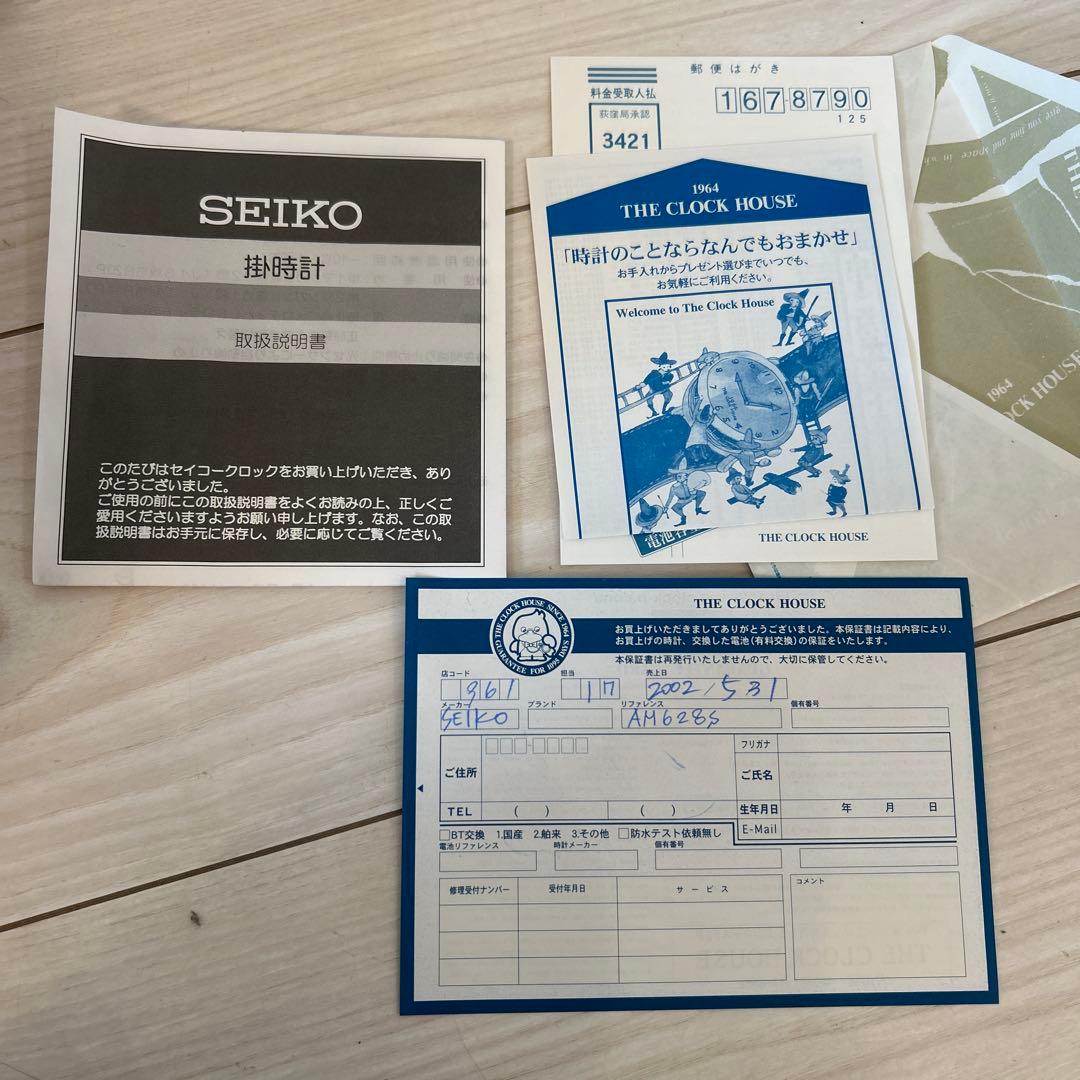 SEIKO
掛時計
取扱説明書
このたびはセイコークロックをお買い上げいただき、あり
がとうございました。
ご使用の前にこの取扱説明書をよくお読みの上、正しくご
愛用くださいますようお願い申し上げます。なお、この取
扱説明書はお手元に保存し、必要に応じてご覧ください。
郵便はがき
料金受取人払
荻窪局承認
3421
167-8790
125
1964
THE CLOCK HOUSE
「時計のことならなんでもおまかせ」
お手入れからプレゼント選びまでいつでも、
お気軽にご利用ください。
Welcome to The Clock House
THE CLOCK HOUSE
give you time and space in wh
1964
OCK HOUSE
THE CLOCK HOUSE
THE CLOCK HOUSE SINCE 1964
GUARANTEE FOR 1095 DAYS
お買上げいただきましてありがとうございました。本保証書は記載内容により、
お買上げの時計、交換した電池(有料交換)の保証をいたします。
本保証書は再発行いたしませんので、大切に保管してください。
店コード 担当 売上日
961 17 2002/531
メーカー ブランド リファレンス 個有番号
SEIKO AM628S
フリガナ
ご住所 ご氏名
TEL ( ) ( ) 生年月日 年 月 日
E-Mail
□BT交換 1.国産 2.舶来 3.その他 □防水テスト依頼無し
電池リファレンス 時計メーカー 個有番号
修理受付ナンバー 受付年月日 サービス コメント